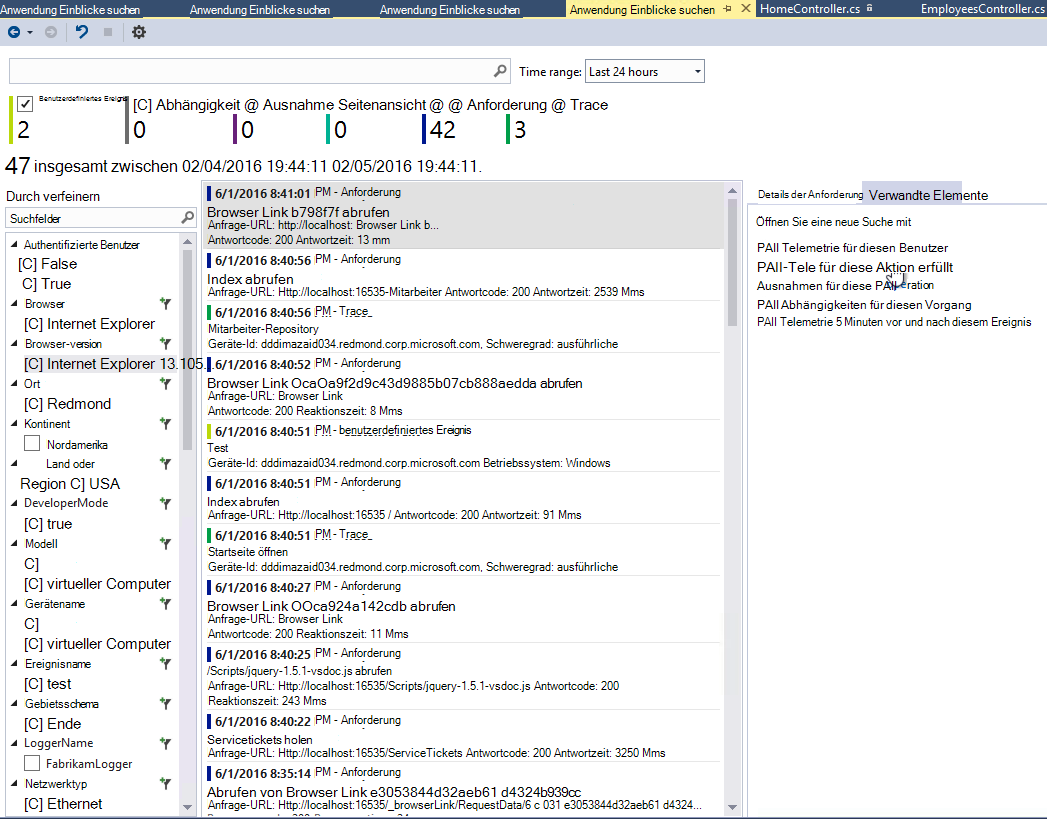 Anwendung Einblicke suchen
Anwendung Einblicke suchen
Anwendung Einblicke suchen
Anwendung Einblicke suchen
HomeController.cs
EmployeesController.cs
Time range: Last 24 hours
Benutzerdefiniertes Ereignis
[C] Abhängigkeit @ Ausnahme Seitenansicht @ @ Anforderung @ Trace
2 0 0 0 42 3
47 insgesamt zwischen 02/04/2016 19:44:11 02/05/2016 19:44:11.
Durch verfeinern
Suchfelder
Authentifizierte Benutzer
[C] False
C] True
Browser
[C] Internet Explorer
Browser-version
[C] Internet Explorer 13.105.
Ort
[C] Redmond
Kontinent
Nordamerika
Land oder
Region C] USA
DeveloperMode
[C] true
Modell
C]
[C] virtueller Computer
Gerätename
C]
[C] virtueller Computer
Ereignisname
[C] test
Gebietsschema
[C] Ende
LoggerName
FabrikamLogger
Netzwerktyp
[C] Ethernet
6/1/2016 8:41:01 PM - Anforderung
Browser Link b798f7f abrufen
Anfrage-URL: http://localhost: Browser Link b...
Antwortcode: 200 Antwortzeit: 13 mm
6/1/2016 8:40:56 PM - Anforderung
Index abrufen
Anfrage-URL: Http://localhost:16535-Mitarbeiter Antwortcode: 200 Antwortzeit: 2539 Mms
6/1/2016 8:40:56 PM - Trace
Mitarbeiter-Repository
Geräte-Id: dddimazaid034.redmond.corp.microsoft.com, Schweregrad: ausführliche
6/1/2016 8:40:52 PM - Anforderung
Browser Link OcaOa9f2d9c43d9885b07cb888aedda abrufen
Anfrage-URL: Browser Link
Antwortcode: 200 Reaktionszeit: 8 Mms
6/1/2016 8:40:51 PM - benutzerdefiniertes Ereignis
Test
Geräte-Id: dddimazaid034.redmond.corp.microsoft.com Betriebssystem: Windows
6/1/2016 8:40:51 PM - Anforderung
Index abrufen
Anfrage-URL: Http://localhost:16535 / Antwortcode: 200 Antwortzeit: 91 Mms
6/1/2016 8:40:51 PM - Trace
Startseite öffnen
Geräte-Id: dddimazaid034.redmond.corp.microsoft.com, Schweregrad: ausführliche
6/1/2016 8:40:27 PM - Anforderung
Browser Link OOca924a142cdb abrufen
Anfrage-URL: Browser Link
Antwortcode: 200 Reaktionszeit: 11 Mms
6/1/2016 8:40:25 PM - Anforderung
/Scripts/jquery-1.5.1-vsdoc.js abrufen
Anfrage-URL: Http://localhost:16535/Scripts/jquery-1.5.1-vsdoc.js Antwortcode: 200
Reaktionszeit: 243 Mms
6/1/2016 8:40:22 PM - Anforderung
Servicetickets holen
Anfrage-URL: Http://localhost:16535/ServiceTickets Antwortcode: 200 Antwortzeit: 3250 Mms
6/1/2016 8:35:14 PM - Anforderung
Abrufen von Browser Link e3053844d32aeb61 d4324b939cc
Anfrage-URL: Http://localhost:16535/_browserLink/RequestData/6 c 031 e3053844d32aeb61 d4324...
Details der Anforderung
Verwandte Elemente
Öffnen Sie eine neue Suche mit
PAII Telemetrie für diesen Benutzer
PAII-Tele für diese Aktion erfüllt
Ausnahmen für diese PAII eration
PAII Abhängigkeiten für diesen Vorgang
PAII Telemetrie 5 Minuten vor und nach diesem Ereignis